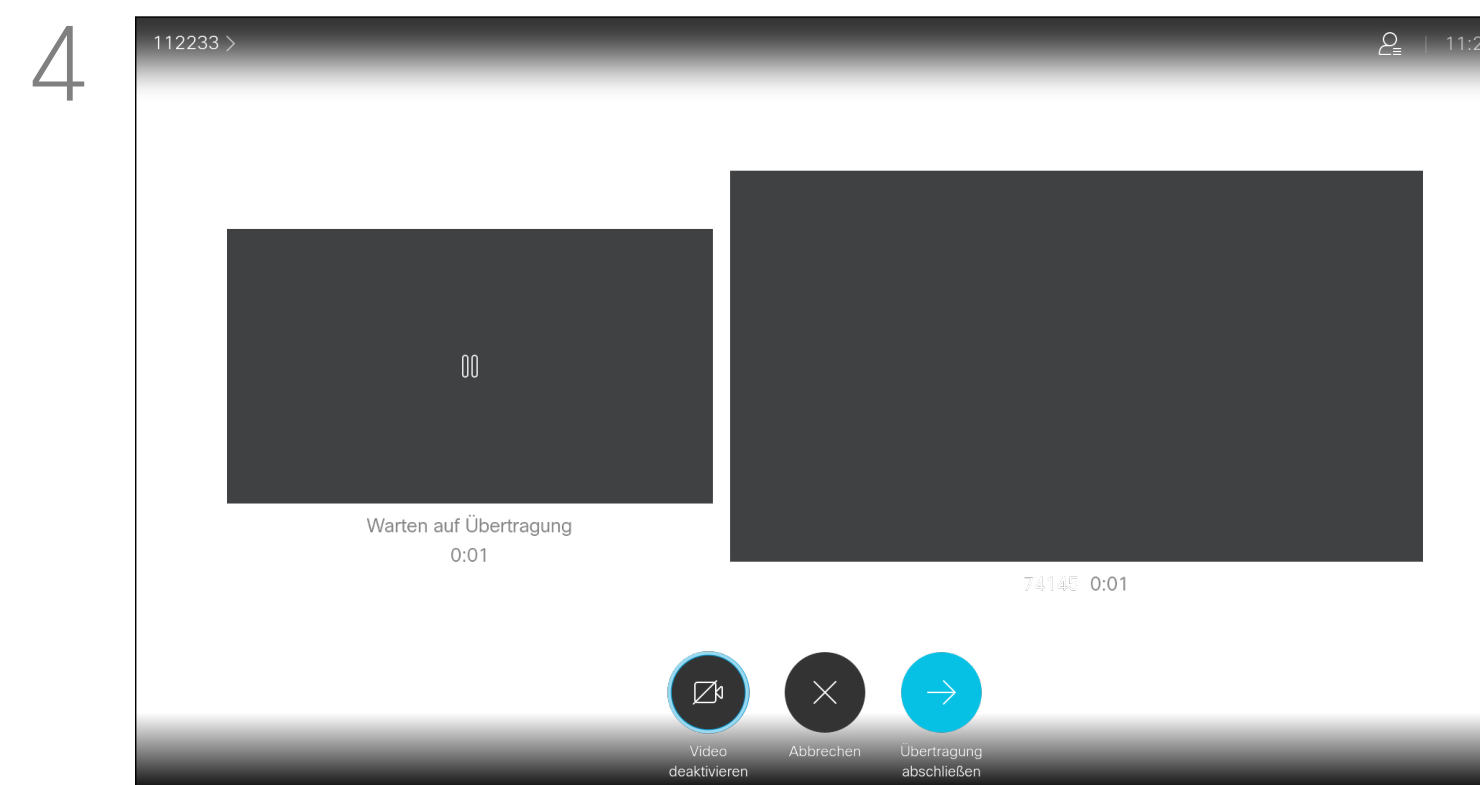 4
112233 >
11:2
Warten auf Übertragung
0:01
74145 0:01
Video
deaktivieren
Abbrechen
Übertragung
abschließen